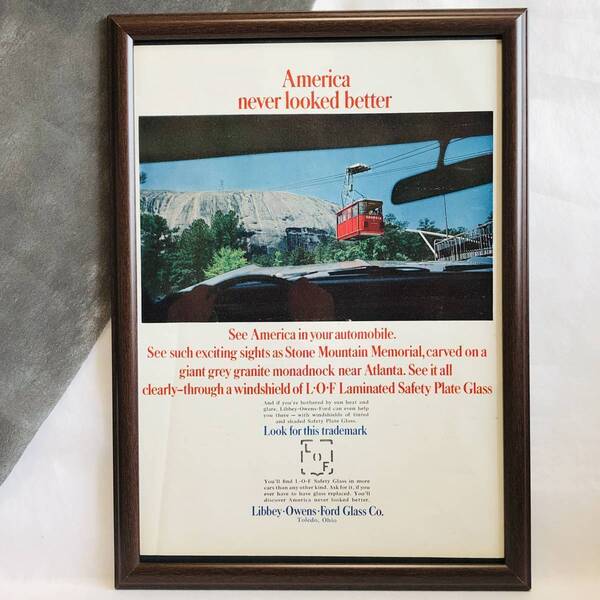 America
never looked better
See America in your automobile.
See such exciting sights as Stone Mountain Memorial, carved on a
giant grey granite monadnock near Atlanta. See it all
clearly–through a windshield of L·O·F Laminated Safety Plate Glass
And if you're bothered by sun heat and
glare, Libbey-Owens-Ford can even help
you there — with windshields of tinted
and shaded Safety Plate Glass.
Look for this trademark
L O F
You'll find L-O-F Safety Glass in more
cars than any other kind. Ask for it, if you
ever have to have glass replaced. You'll
discover America never looked better.
Libbey·Owens·Ford Glass Co.
Toledo, Ohio